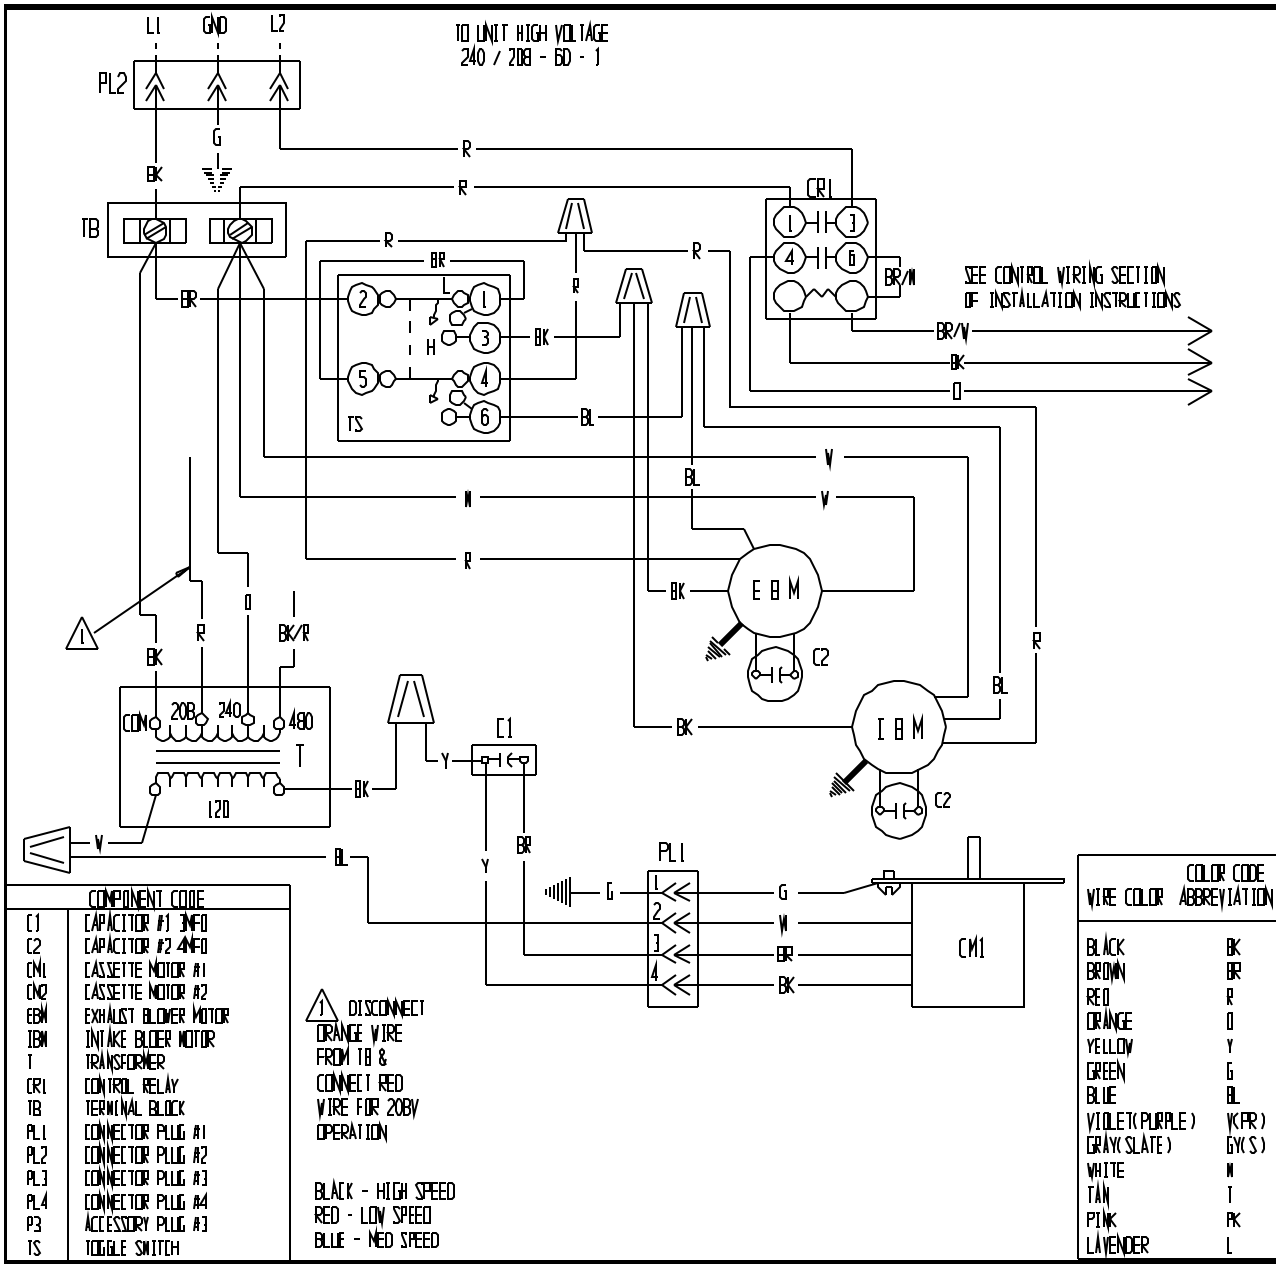 L1 GND L2
TO UNIT HIGH VOLTAGE
240 / 208 - 60 - 1
PL2
G
BK
R
R
TB
CR1
1 3
4 6
BR/W
R
BR
R
R
BR
2
L
1
H
3
BK
5
4
6
BL
TS
SEE CONTROL WIRING SECTION
OF INSTALLATION INSTRUCTIONS
BR/W
BK
O
W
W
W
BL
R
BK
EBM
C2
O
R
BK
BK/R
1
R
BL
BK
IBM
C2
COM 208 240 480
T
120
BK
Y
C1
W
BL
Y
BR
PL1
G
1
G
2
W
3
BR
4
BK
CM1
COMPONENT CODE
C1 CAPACITOR #1 3MFD
C2 CAPACITOR #2 4MFD
CM1 CASSETTE MOTOR #1
CM2 CASSETTE MOTOR #2
EBM EXHAUST BLOWER MOTOR
IBM INTAKE BLOER MOTOR
T TRANSFORMER
CR1 CONTROL RELAY
TB TERMINAL BLOCK
PL1 CONNECTOR PLUG #1
PL2 CONNECTOR PLUG #2
PL3 CONNECTOR PLUG #3
PL4 CONNECTOR PLUG #4
P3 ACCESSORY PLUG #3
TS TOGGLE SWITCH
1 DISCONNECT
ORANGE WIRE
FROM TB &
CONNECT RED
WIRE FOR 208V
OPERATION
BLACK - HIGH SPEED
RED - LOW SPEED
BLUE - MED SPEED
COLOR CODE
WIRE COLOR ABBREVIATION
BLACK BK
BROWN BR
RED R
ORANGE O
YELLOW Y
GREEN G
BLUE BL
VIOLET(PURPLE) V(PR)
GRAY(SLATE) GY(S)
WHITE W
TAN T
PINK PK
LAVENDER L